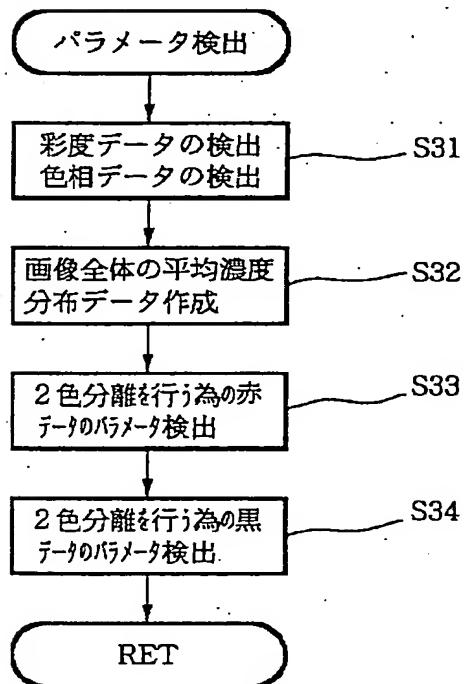 パラメータ検出
彩度データの検出
色相データの検出
S31
画像全体の平均濃度
分布データ作成
S32
2色分離を行う為の赤
データのパラメータ検出
S33
2色分離を行う為の黒
データのパラメータ検出
S34
RET